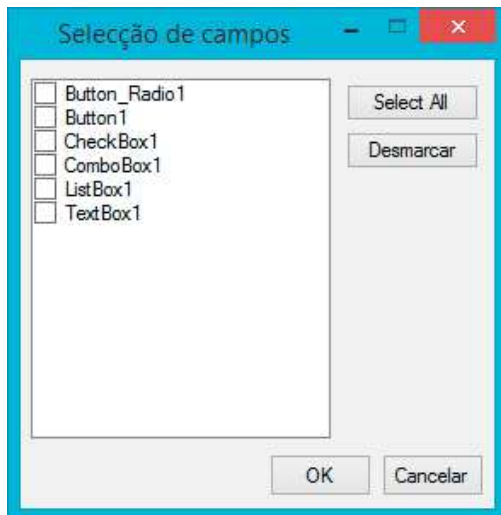 Selecção de campos
Button_Radio1
Button1
CheckBox1
ComboBox1
ListBox1
TextBox1
Select All
Desmarcar
OK
Cancelar